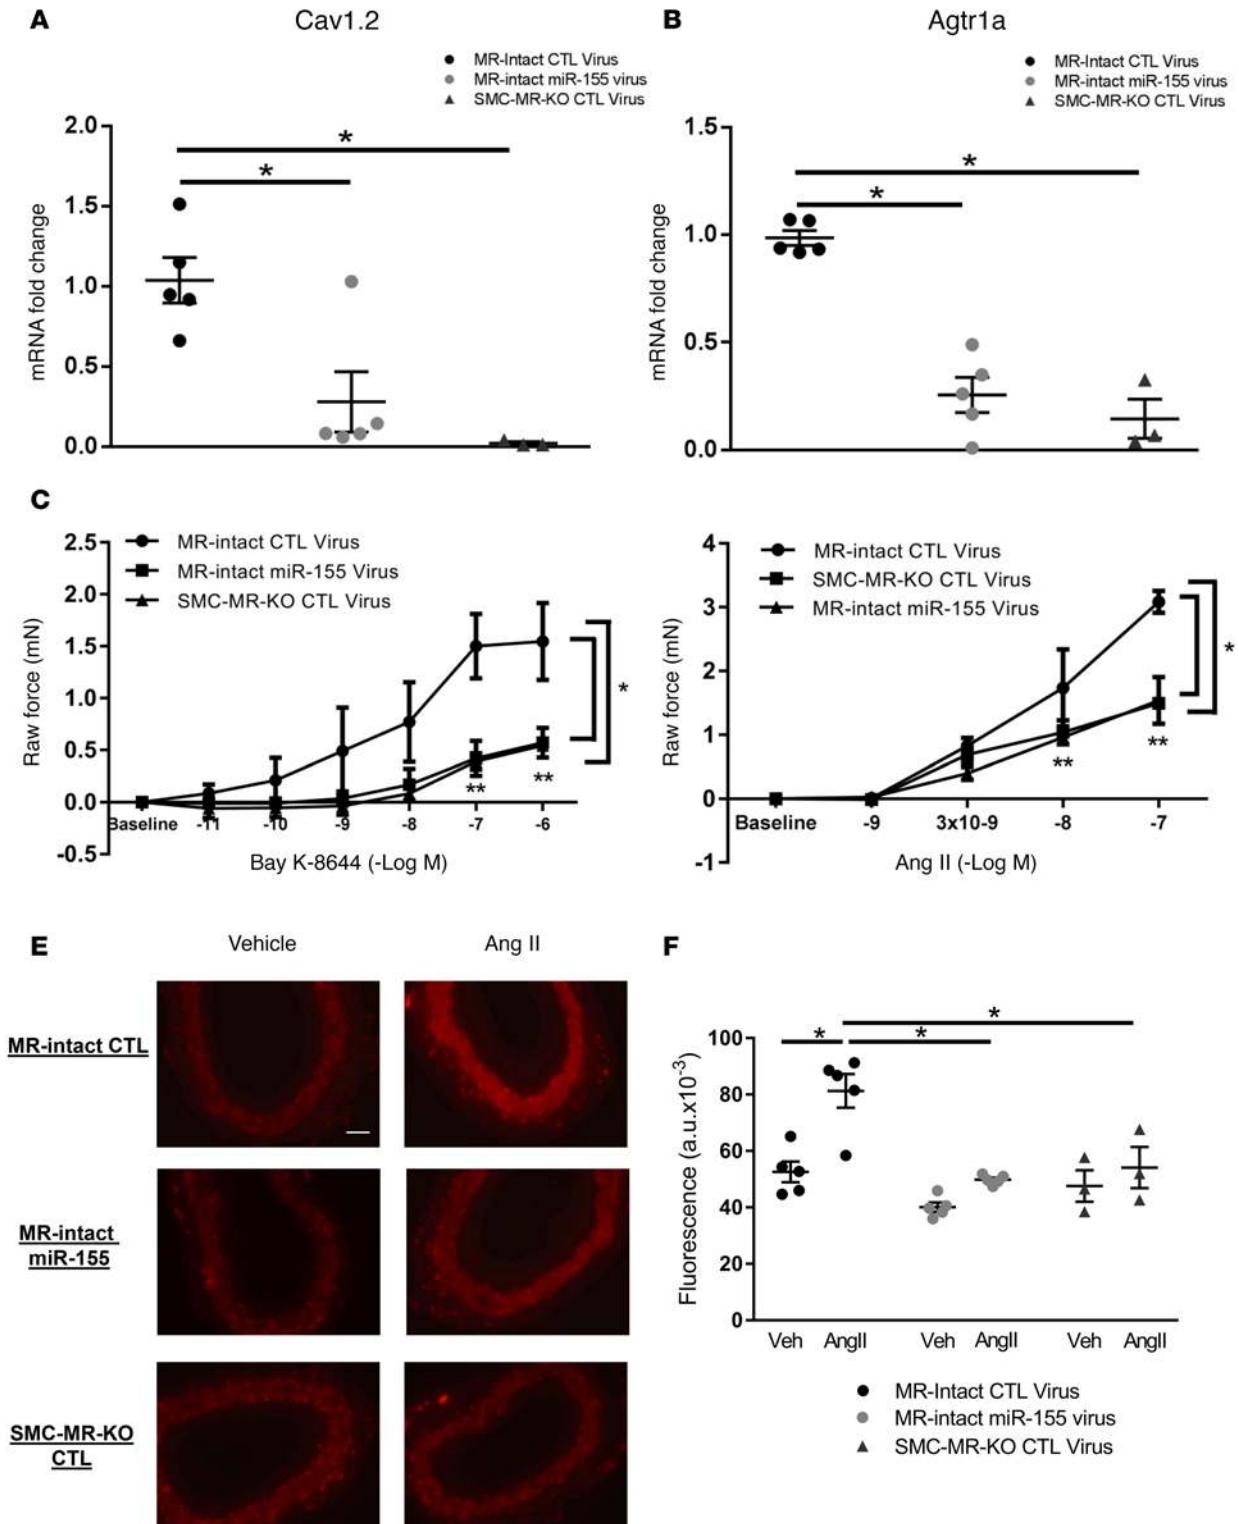 A
Cav1.2
MR-Intact CTL Virus
MR-intact miR-155 virus
SMC-MR-KO CTL Virus
mRNA fold change
2.0
1.5
1.0
0.5
0.0
*
*
B
Agtr1a
MR-Intact CTL Virus
MR-intact miR-155 virus
SMC-MR-KO CTL Virus
mRNA fold change
1.5
1.0
0.5
0.0
*
*
C
MR-intact CTL Virus
MR-intact miR-155 Virus
SMC-MR-KO CTL Virus
Raw force (mN)
2.5
2.0
1.5
1.0
0.5
0.0
-0.5
*
** **
Baseline -11 -10 -9 -8 -7 -6
Bay K-8644 (-Log M)
MR-intact CTL Virus
SMC-MR-KO CTL Virus
MR-intact miR-155 Virus
Raw force (mN)
4
3
2
1
0
-1
*
** **
Baseline -9 3x10-9 -8 -7
Ang II (-Log M)
E
Vehicle Ang II
MR-intact CTL
MR-intact
miR-155
SMC-MR-KO
CTL
F
Fluorescence (a.u.x10⁻³)
100
80
60
40
20
0
*
* *
Veh AngII Veh AngII Veh AngII
MR-Intact CTL Virus
MR-intact miR-155 virus
SMC-MR-KO CTL Virus